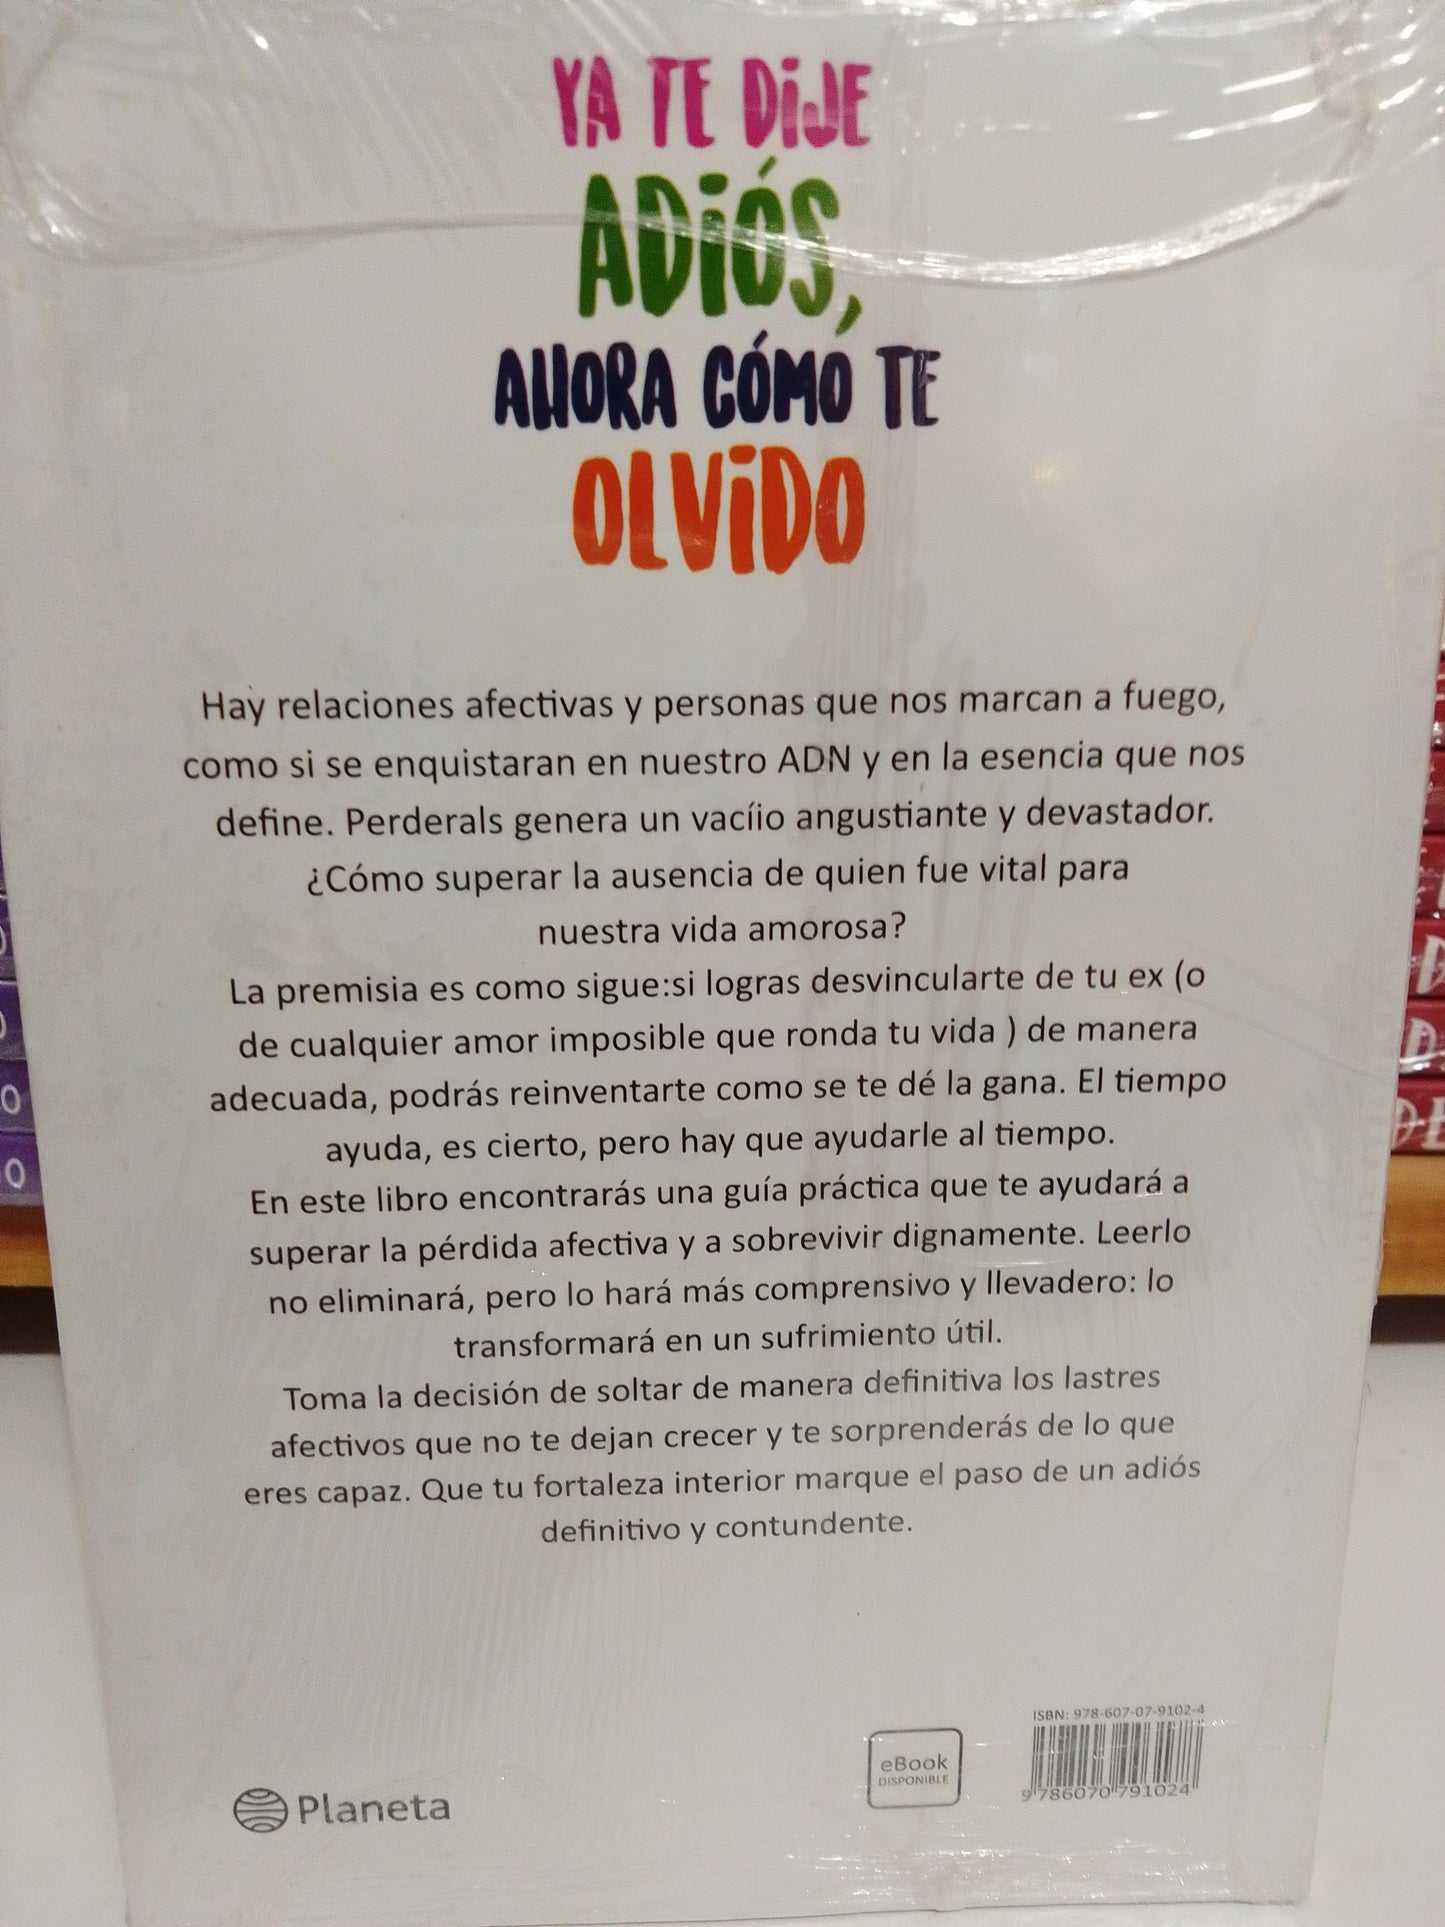 YA TE DiJE
ADiÓS,
AHORA CÓMO TE
OLViDO
Hay relaciones afectivas y personas que nos marcan a fuego,
como si se enquistaran en nuestro ADN y en la esencia que nos
define. Perderals genera un vacíio angustiante y devastador.
¿Cómo superar la ausencia de quien fue vital para
nuestra vida amorosa?
La premisia es como sigue:si logras desvincularte de tu ex (o
de cualquier amor imposible que ronda tu vida ) de manera
adecuada, podrás reinventarte como se te dé la gana. El tiempo
ayuda, es cierto, pero hay que ayudarle al tiempo.
En este libro encontrarás una guía práctica que te ayudará a
superar la pérdida afectiva y a sobrevivir dignamente. Leerlo
no eliminará, pero lo hará más comprensivo y llevadero: lo
transformará en un sufrimiento útil.
Toma la decisión de soltar de manera definitiva los lastres
afectivos que no te dejan crecer y te sorprenderás de lo que
eres capaz. Que tu fortaleza interior marque el paso de un adiós
definitivo y contundente.
ISBN: 978-607-07-9102-4
eBook
DISPONIBLE
9 786070 791024
Planeta